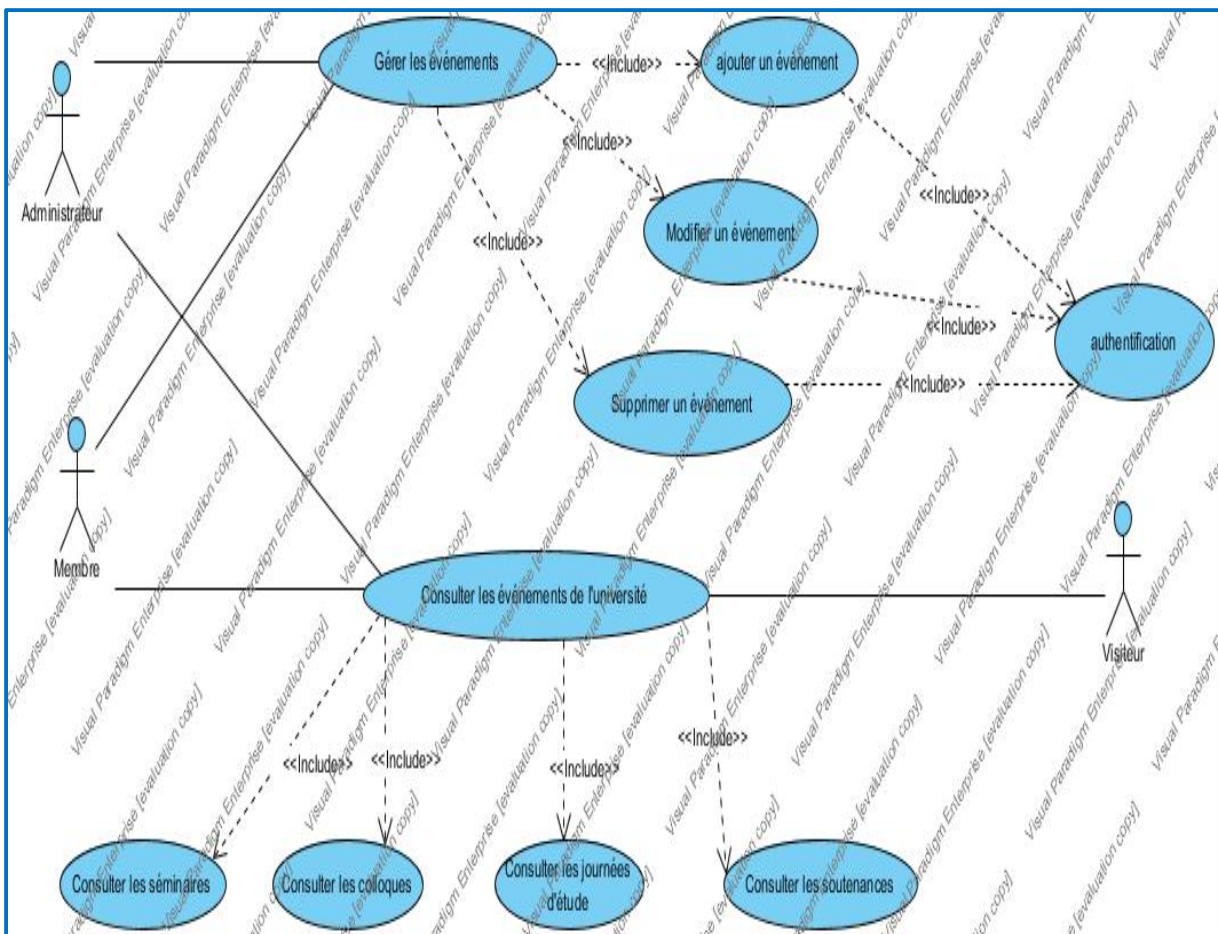 Gérer les événements
<<Include>>
ajouter un événement
<<Include>>
Administrateur
<<Include>>
Modifier un événement
<<Include>>
<<Include>>
authentification
<<Include>>
Supprimer un événement
Membre
Consulter les événements de l'université
Visiteur
<<Include>>
<<Include>>
<<Include>>
<<Include>>
Consulter les séminaires
Consulter les colloques
Consulter les journées
d'étude
Consulter les soutenances
Visual Paradigm Enterprise [evaluation copy]